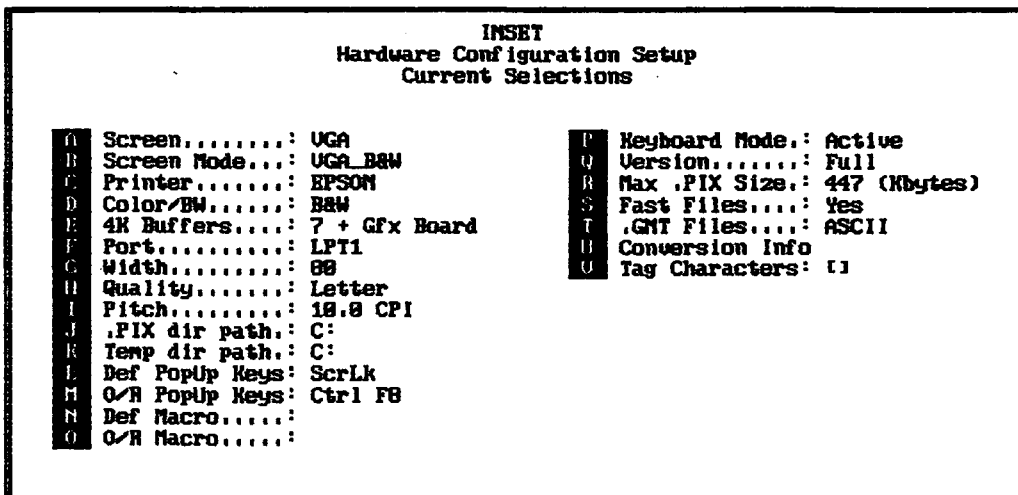 INSET
Hardware Configuration Setup
Current Selections
A Screen........: VGA
B Screen Mode...: VGA_B&W
C Printer.......: EPSON
D Color/BW......: B&W
E 4K Buffers....: 7 + Gfx Board
F Port..........: LPT1
G Width.........: 80
H Quality.......: Letter
I Pitch.........: 10.0 CPI
J .PIX dir path.: C:
K Temp dir path.: C:
L Def PopUp Keys: ScrLk
M O/R PopUp Keys: Ctrl F8
N Def Macro.....:
O O/R Macro.....:
P Keyboard Mode.: Active
Q Version.......: Full
R Max .PIX Size.: 447 (Kbytes)
S Fast Files....: Yes
T .GMT Files....: ASCII
U Conversion Info
V Tag Characters: []